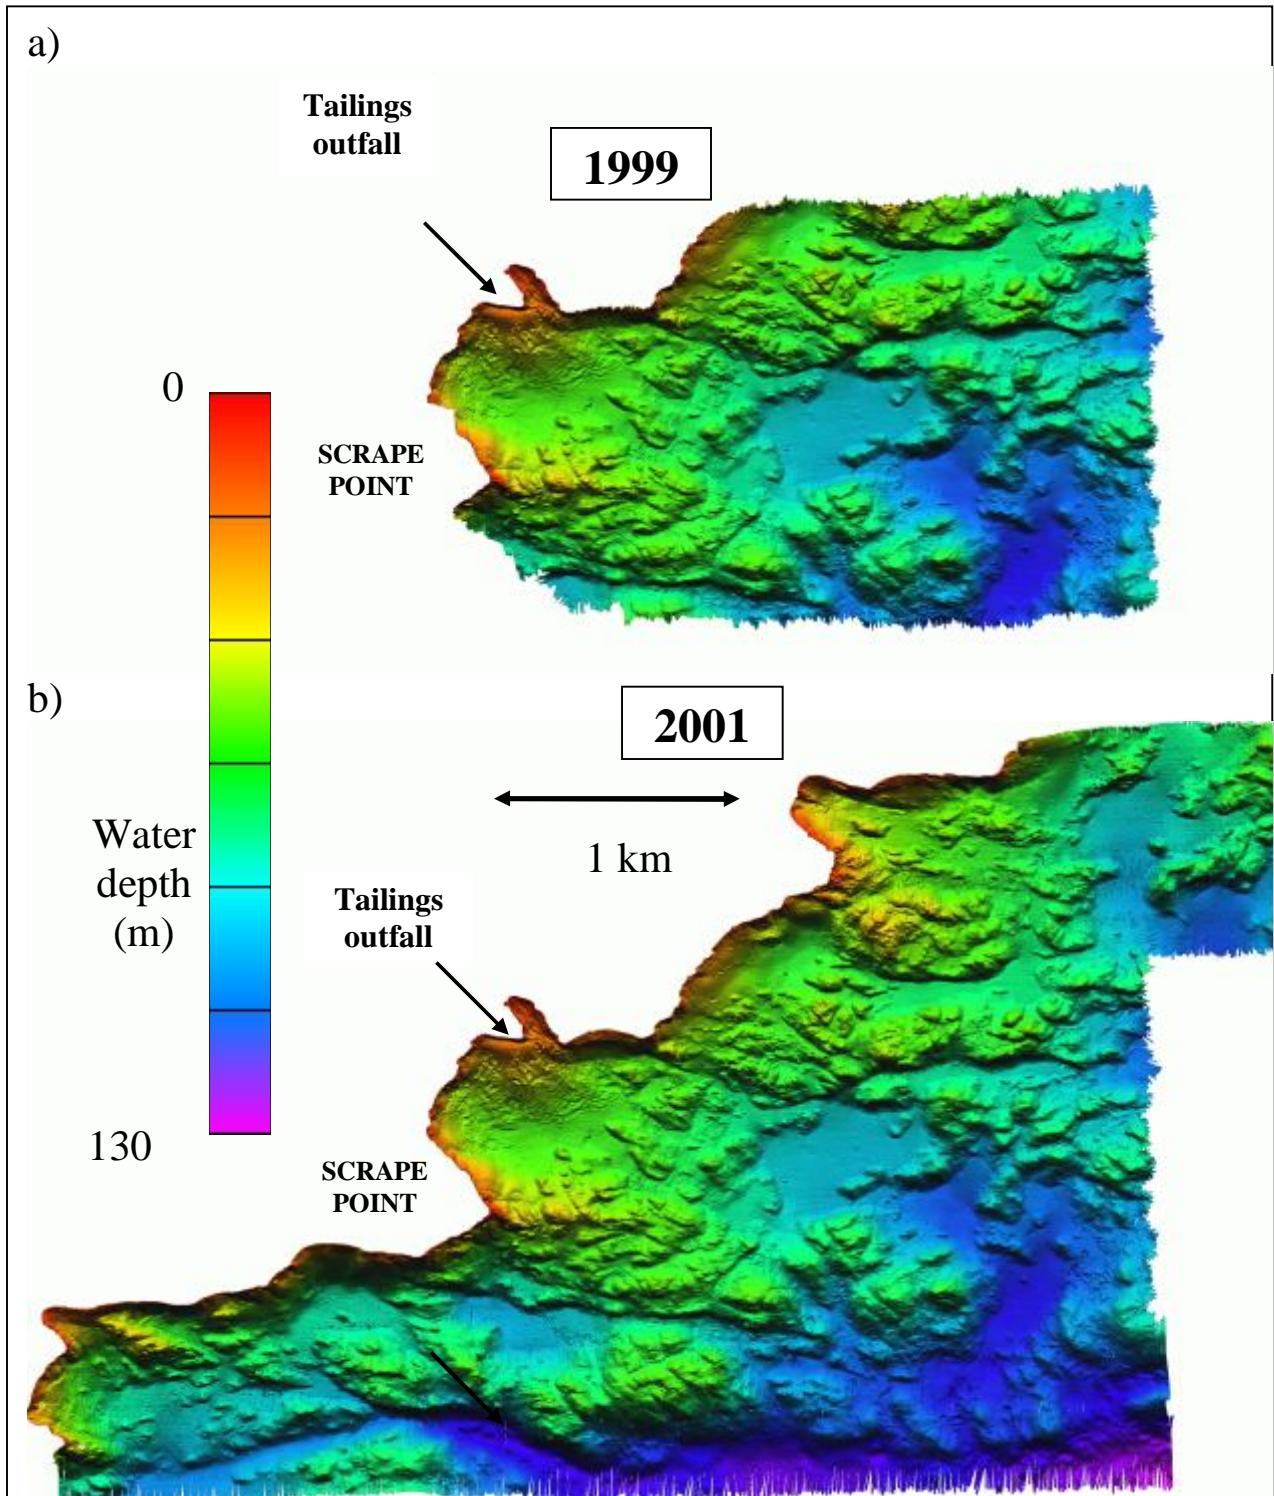 a)
Tailings
outfall
1999
0
SCRAPE
POINT
b)
2001
1 km
Water
depth
(m)
Tailings
outfall
130
SCRAPE
POINT